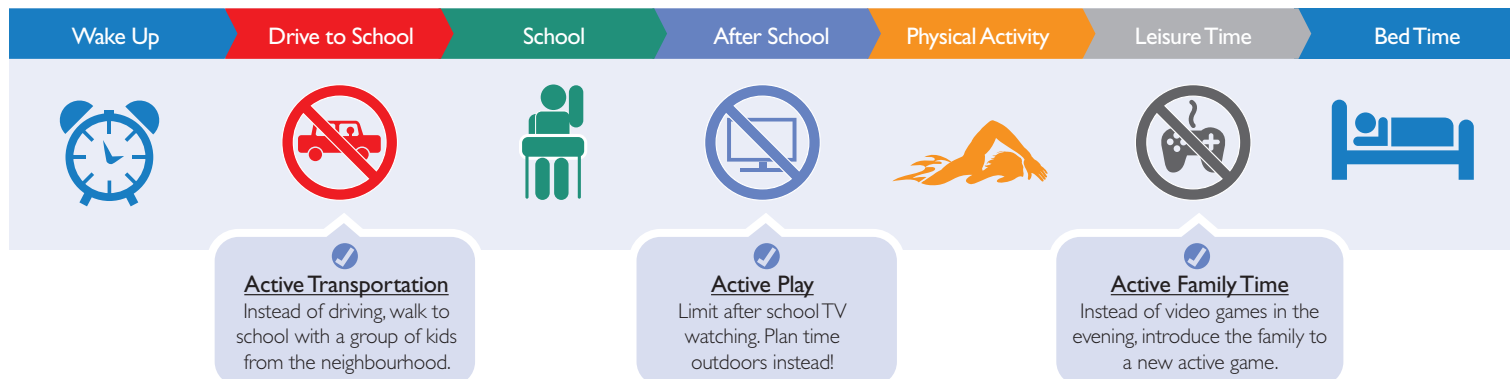 Wake Up
Drive to School
School
After School
Physical Activity
Leisure Time
Bed Time
Active Transportation
Instead of driving, walk to
school with a group of kids
from the neighbourhood.
Active Play
Limit after school TV
watching. Plan time
outdoors instead!
Active Family Time
Instead of video games in the
evening, introduce the family to
a new active game.